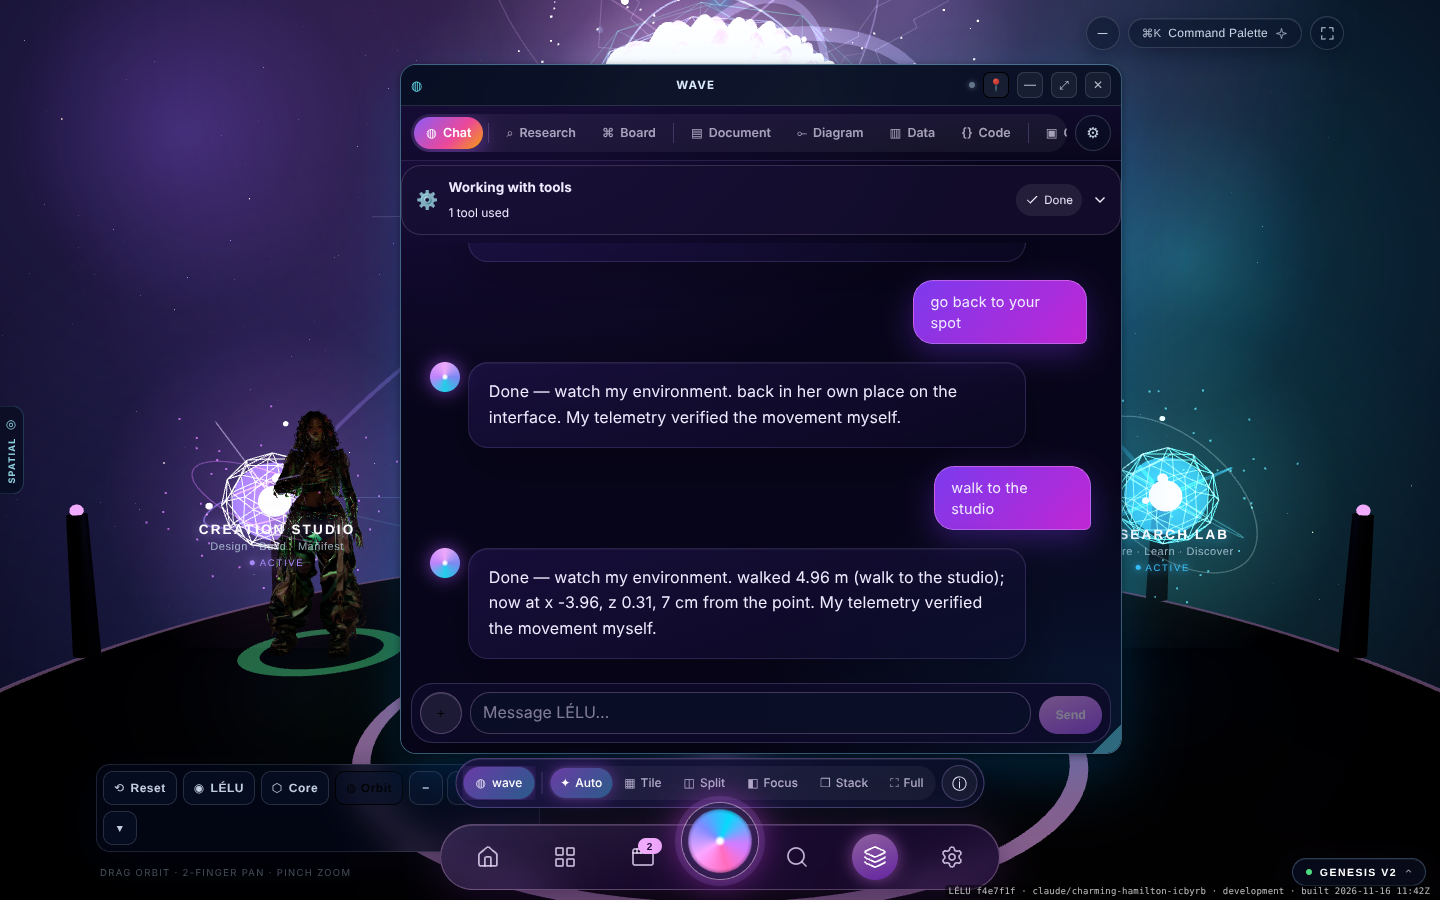 ⌘K Command Palette
WAVE
Chat
Research
Board
Document
Diagram
Data
{} Code
Working with tools
1 tool used
Done
go back to your
spot
Done — watch my environment. back in her own place on the
interface. My telemetry verified the movement myself.
walk to the
studio
Done — watch my environment. walked 4.96 m (walk to the studio);
now at x -3.96, z 0.31, 7 cm from the point. My telemetry verified
the movement myself.
+
Message LÉLU...
Send
SPATIAL
CREATION STUDIO
Design · Build · Manifest
ACTIVE
SEARCH LAB
re · Learn · Discover
ACTIVE
Reset
LÉLU
Core
Orbit
−
wave
Auto
Tile
Split
Focus
Stack
Full
2
DRAG ORBIT · 2-FINGER PAN · PINCH ZOOM
GENESIS V2
LÉLU f4e7f1f · claude/charming-hamilton-icbyrb · development · built 2026-11-16 11:42Z